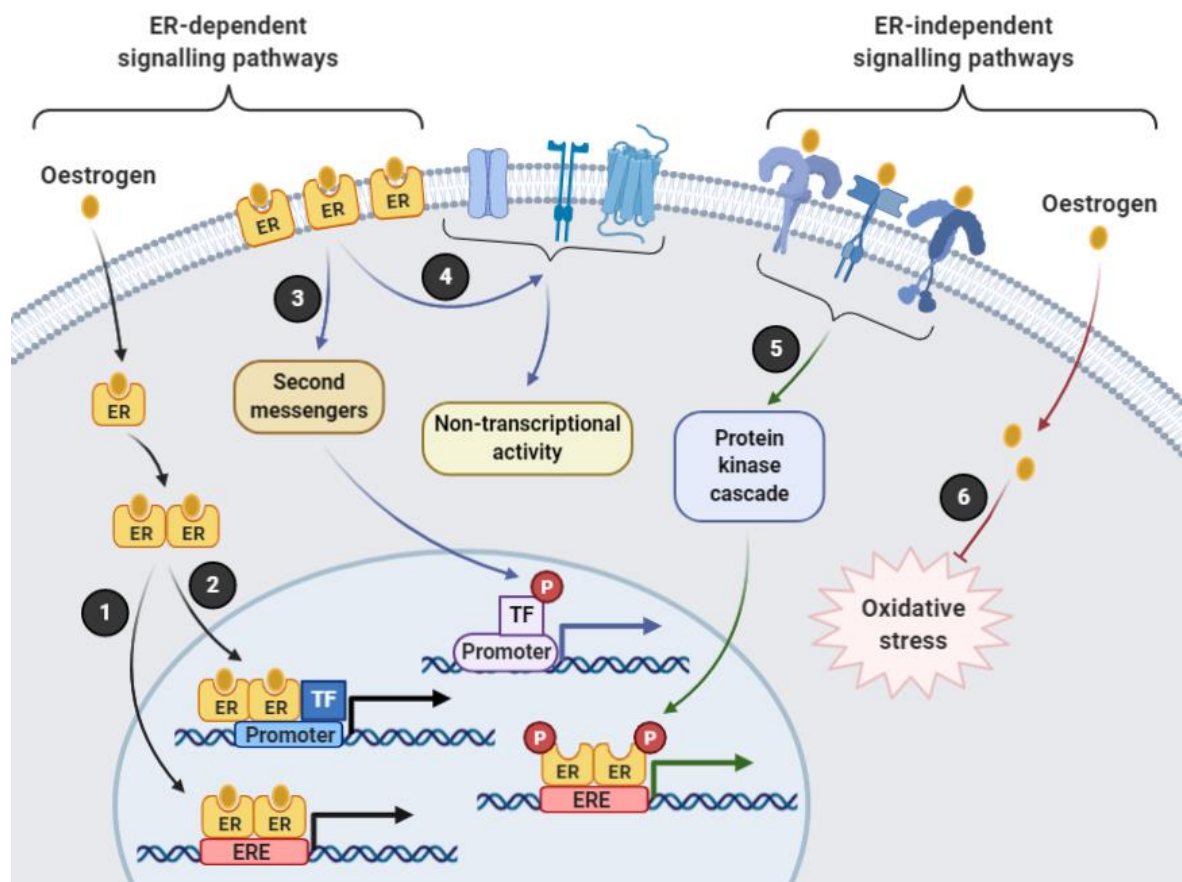 ER-dependent
signalling pathways
ER-independent
signalling pathways
Oestrogen
ER
ER
ER
Oestrogen
3
4
5
Second
messengers
Non-transcriptional
activity
Protein
kinase
cascade
ER
ER
ER
6
1
2
Oxidative
stress
P
TF
Promoter
ER
ER
TF
Promoter
P
P
ER
ER
ERE
ER
ER
ERE